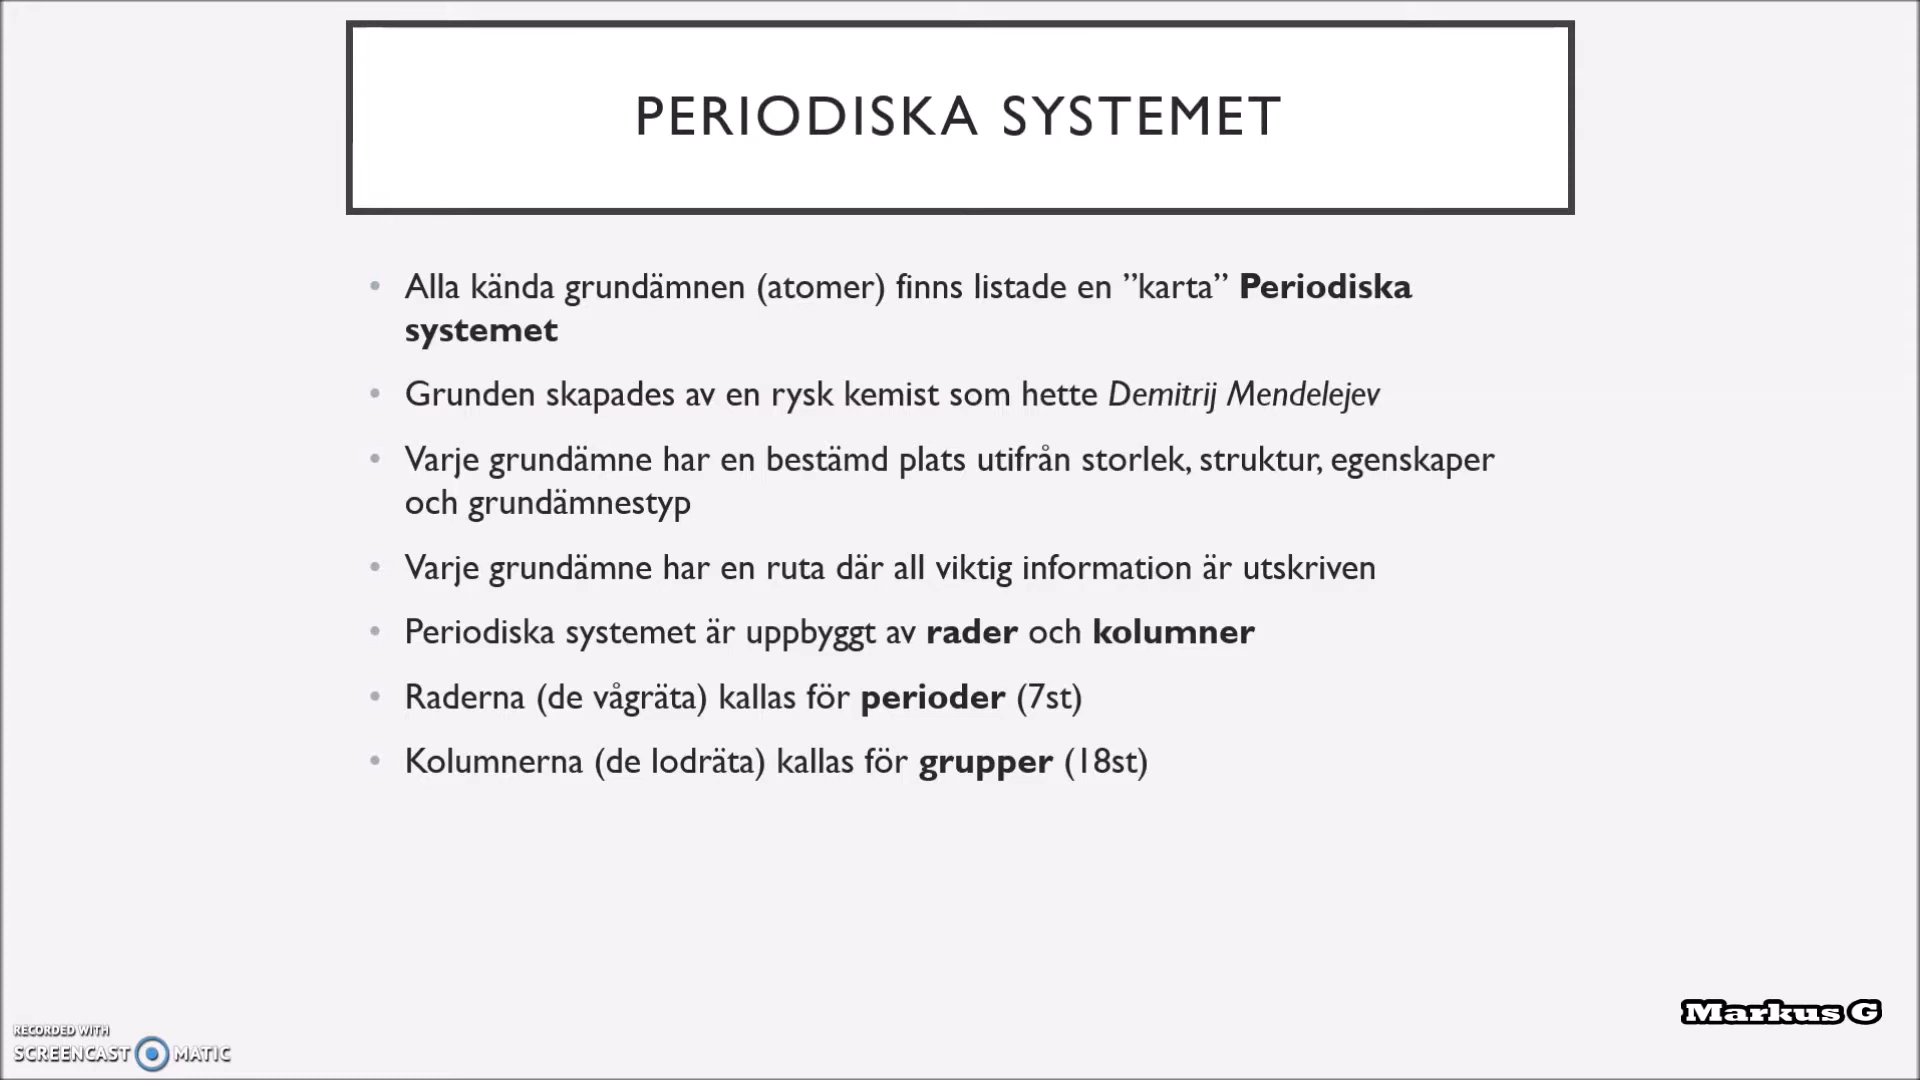 PERIODISKA SYSTEMET
• Alla kända grundämnen (atomer) finns listade en ”karta” Periodiska
systemet
• Grunden skapades av en rysk kemist som hette Demitrij Mendelejev
• Varje grundämne har en bestämd plats utifrån storlek, struktur, egenskaper
och grundämnestyp
• Varje grundämne har en ruta där all viktig information är utskriven
• Periodiska systemet är uppbyggt av rader och kolumner
• Raderna (de vågräta) kallas för perioder (7st)
• Kolumnerna (de lodräta) kallas för grupper (18st)
Markus G
RECORDED WITH
SCREENCAST MATIC